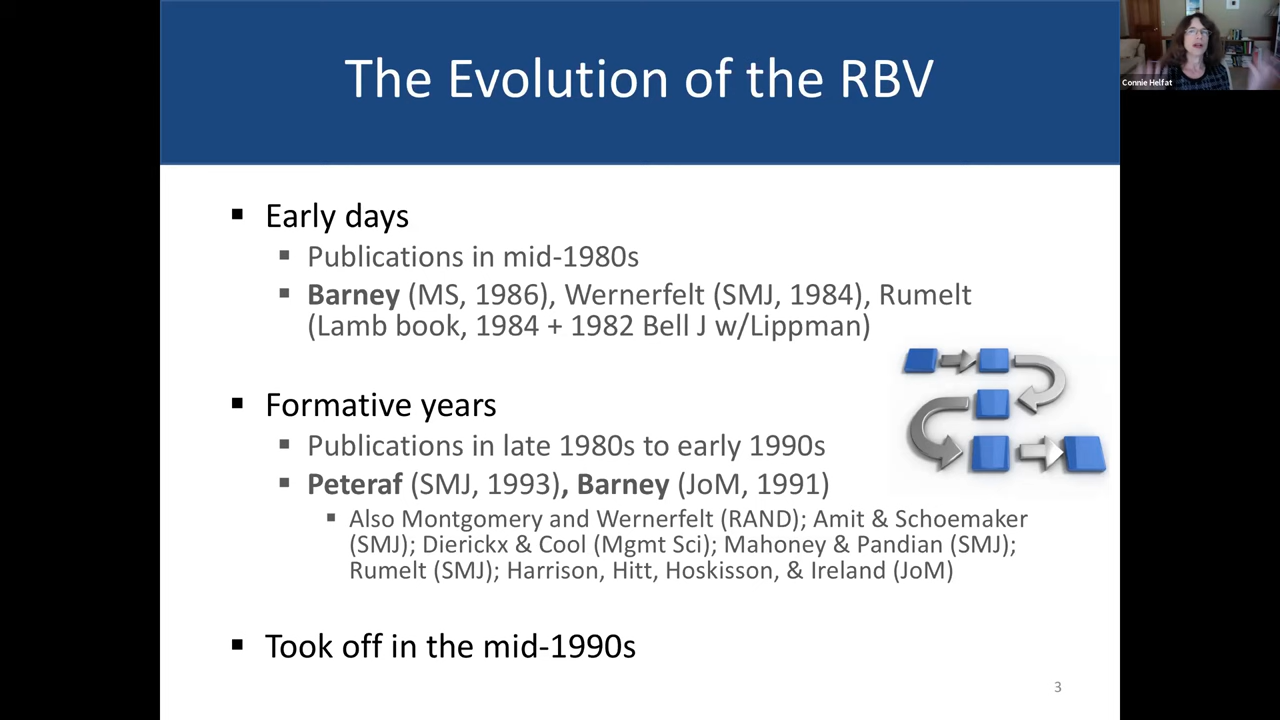 The Evolution of the RBV
Connie Helfat
▪ Early days
▪ Publications in mid-1980s
▪ Barney (MS, 1986), Wernerfelt (SMJ, 1984), Rumelt
(Lamb book, 1984 + 1982 Bell J w/Lippman)
▪ Formative years
▪ Publications in late 1980s to early 1990s
▪ Peteraf (SMJ, 1993), Barney (JoM, 1991)
▪ Also Montgomery and Wernerfelt (RAND); Amit & Schoemaker
(SMJ); Dierickx & Cool (Mgmt Sci); Mahoney & Pandian (SMJ);
Rumelt (SMJ); Harrison, Hitt, Hoskisson, & Ireland (JoM)
▪ Took off in the mid-1990s
3